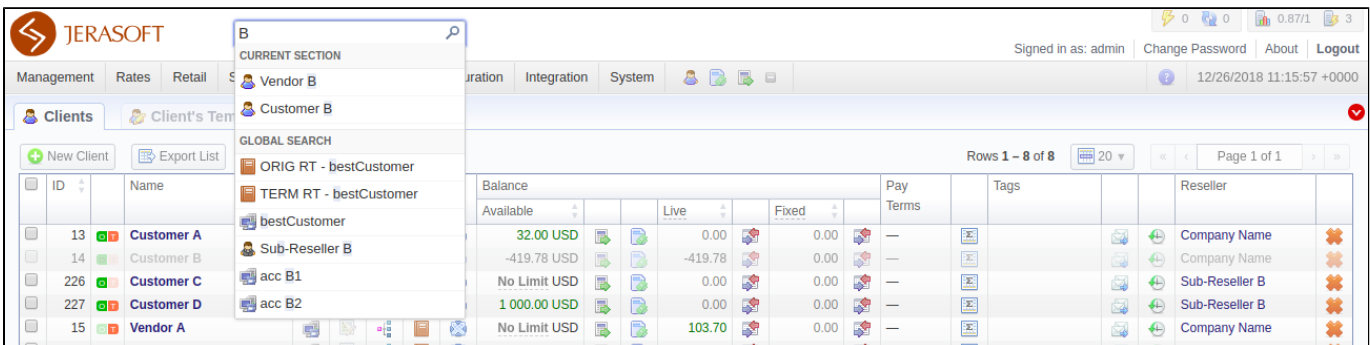 0 0 0.87/1 3
JERASOFT B
Signed in as: admin Change Password About Logout
Management Rates Retail S uration Integration System 12/26/2018 11:15:57 +0000
CURRENT SECTION
Vendor B
Customer B
GLOBAL SEARCH
ORIG RT - bestCustomer
TERM RT - bestCustomer
bestCustomer
Sub-Reseller B
acc B1
acc B2
Clients Client's Tem
New Client Export List Rows 1 – 8 of 8 20 « ‹ Page 1 of 1 › »
ID Name Balance Pay Terms Tags Reseller
Available Live Fixed
13 O T Customer A 32.00 USD 0.00 0.00 — Company Name
14 Customer B -419.78 USD -419.78 0.00 — Company Name
226 O Customer C No Limit USD 0.00 0.00 — Sub-Reseller B
227 O T Customer D 1 000.00 USD 0.00 0.00 — Sub-Reseller B
15 O T Vendor A No Limit USD 103.70 0.00 — Company Name